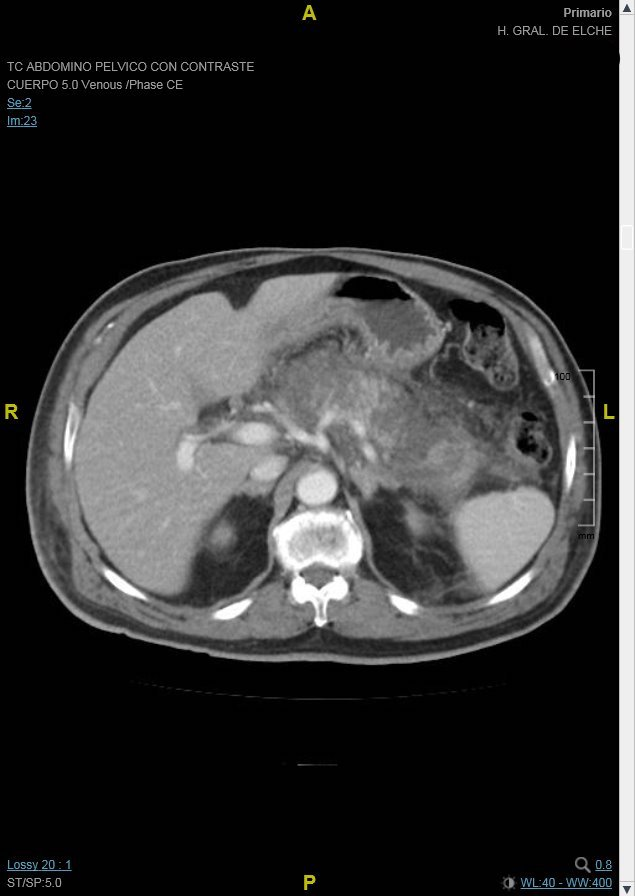 A
Primario
H. GRAL. DE ELCHE
TC ABDOMINO PELVICO CON CONTRASTE
CUERPO 5.0 Venous /Phase CE
Se:2
Im:23
100
R
L
mm
Lossy 20 : 1
0.8
ST/SP:5.0
P
WL:40 - WW:400